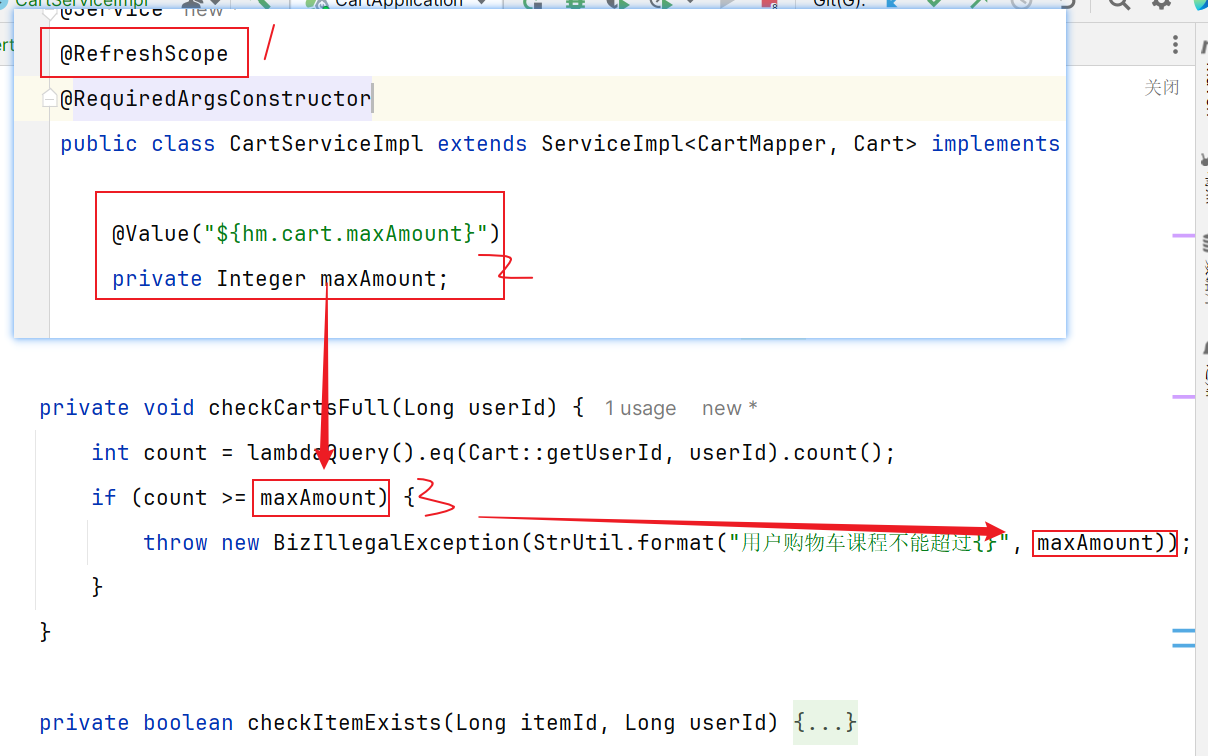 CartServiceImpl
CartApplication
Git(G):
@Service new *
@RefreshScope
@RequiredArgsConstructor
public class CartServiceImpl extends ServiceImpl<CartMapper, Cart> implements
@Value("${hm.cart.maxAmount}")
private Integer maxAmount;
关闭
private void checkCartsFull(Long userId) { 1 usage new *
int count = lambdaQuery().eq(Cart::getUserId, userId).count();
if (count >= maxAmount) {
throw new BizIllegalException(StrUtil.format("用户购物车课程不能超过{}", maxAmount));
}
}
private boolean checkItemExists(Long itemId, Long userId) {...}